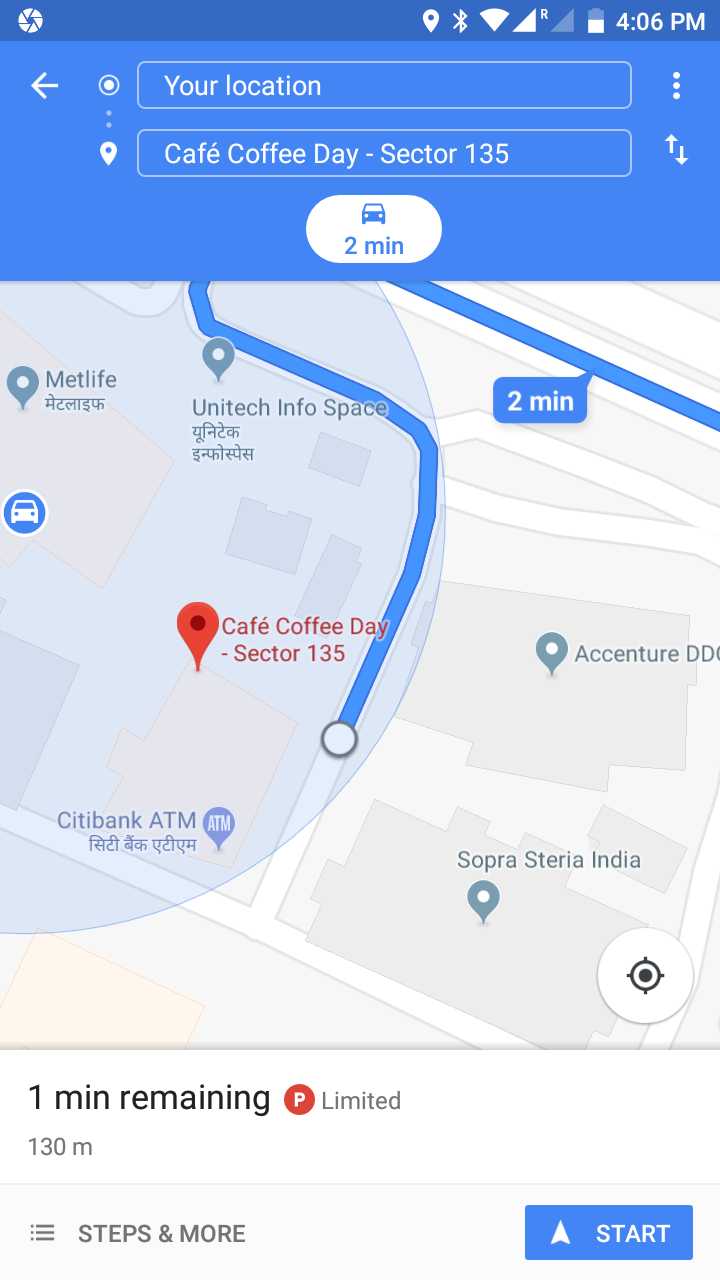 R 4:06 PM
Your location
Café Coffee Day - Sector 135
2 min
Metlife
मेटलाइफ
Unitech Info Space
यूनिटेक
इन्फोस्पेस
2 min
Café Coffee Day
- Sector 135
Accenture DD
Citibank ATM ATM
सिटी बैंक एटीएम
Sopra Steria India
1 min remaining P Limited
130 m
STEPS & MORE START